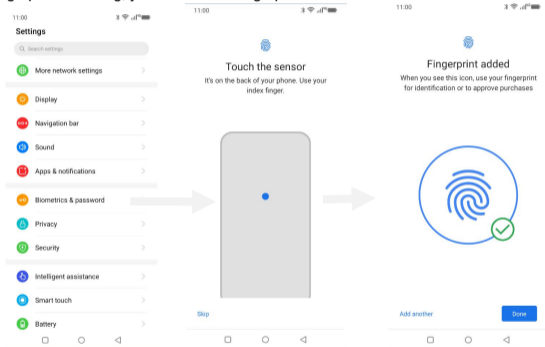 11:00
Settings
Search settings
More network settings
Display
Navigation bar
Sound
Apps & notifications
Biometrics & password
Privacy
Security
Intelligent assistance
Smart touch
Battery
11:00
Touch the sensor
It's on the back of your phone. Use your
index finger.
Skip
11:00
Fingerprint added
When you see this icon, use your fingerprint
for identification or to approve purchases
Add another
Done